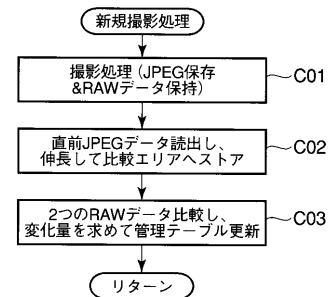 新規撮影処理
撮影処理(JPEG保存
&RAWデータ保持)
C01
直前JPEGデータ読出し、
伸長して比較エリアへストア
C02
2つのRAWデータ比較し、
変化量を求めて管理テーブル更新
C03
リターン